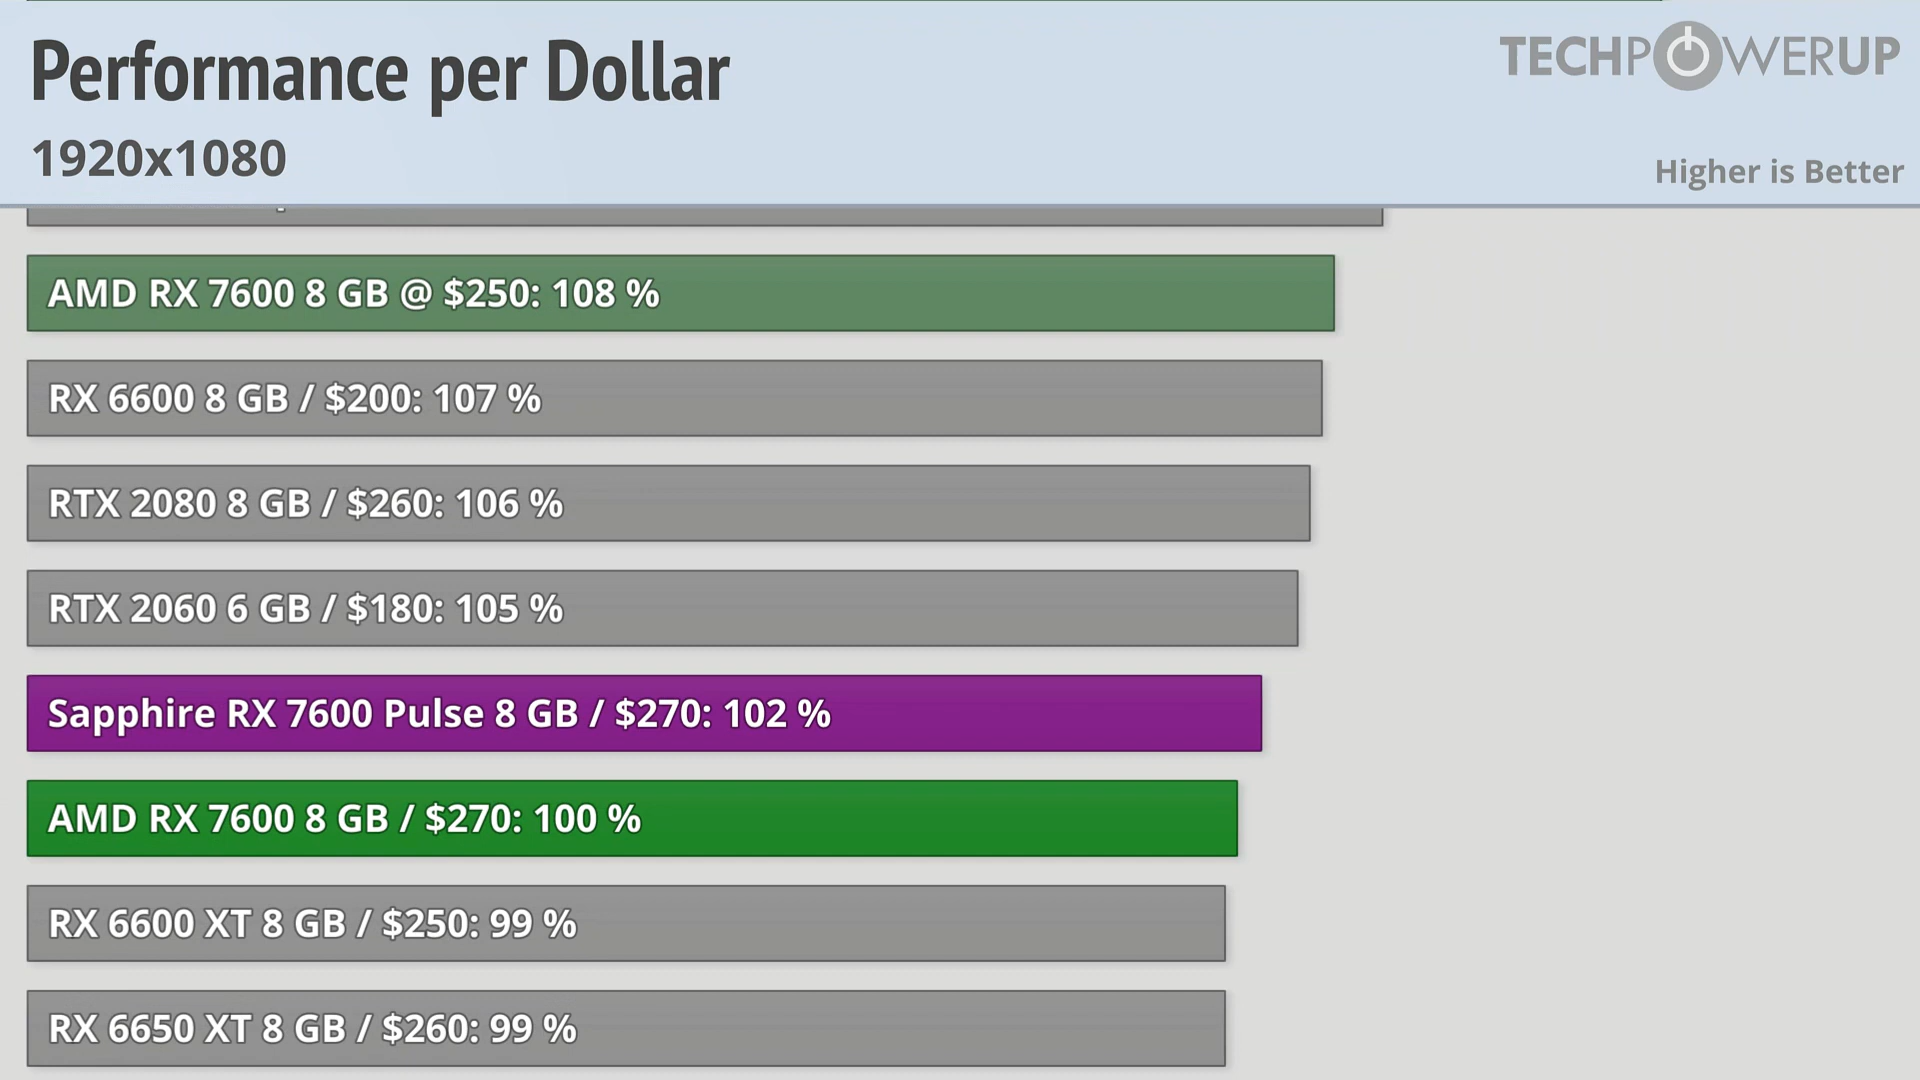 Performance per Dollar
TECHPOWERUP
1920x1080
Higher is Better
AMD RX 7600 8 GB @ $250: 108 %
RX 6600 8 GB / $200: 107 %
RTX 2080 8 GB / $260: 106 %
RTX 2060 6 GB / $180: 105 %
Sapphire RX 7600 Pulse 8 GB / $270: 102 %
AMD RX 7600 8 GB / $270: 100 %
RX 6600 XT 8 GB / $250: 99 %
RX 6650 XT 8 GB / $260: 99 %